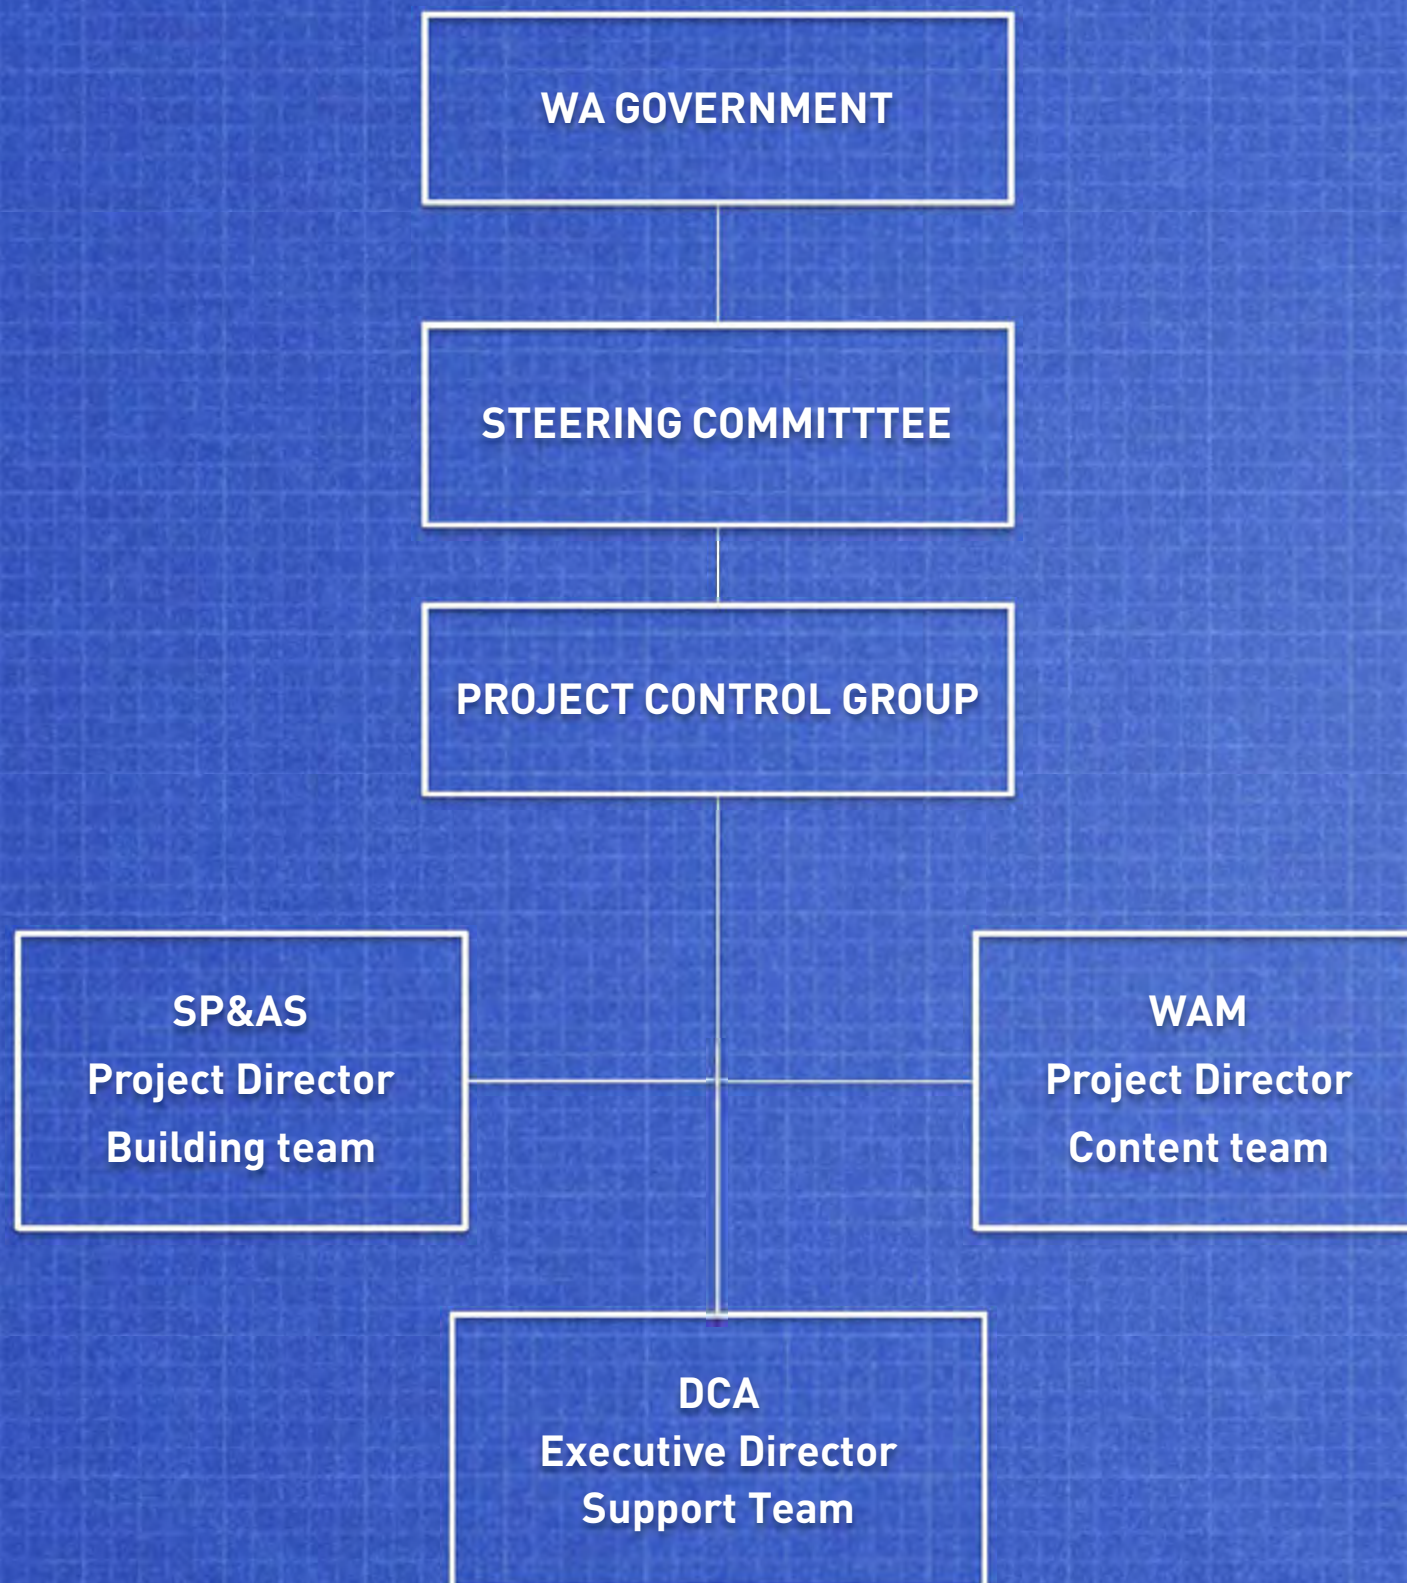 WA GOVERNMENT
STEERING COMMITTTEE
PROJECT CONTROL GROUP
SP&AS
Project Director
Building team
WAM
Project Director
Content team
DCA
Executive Director
Support Team